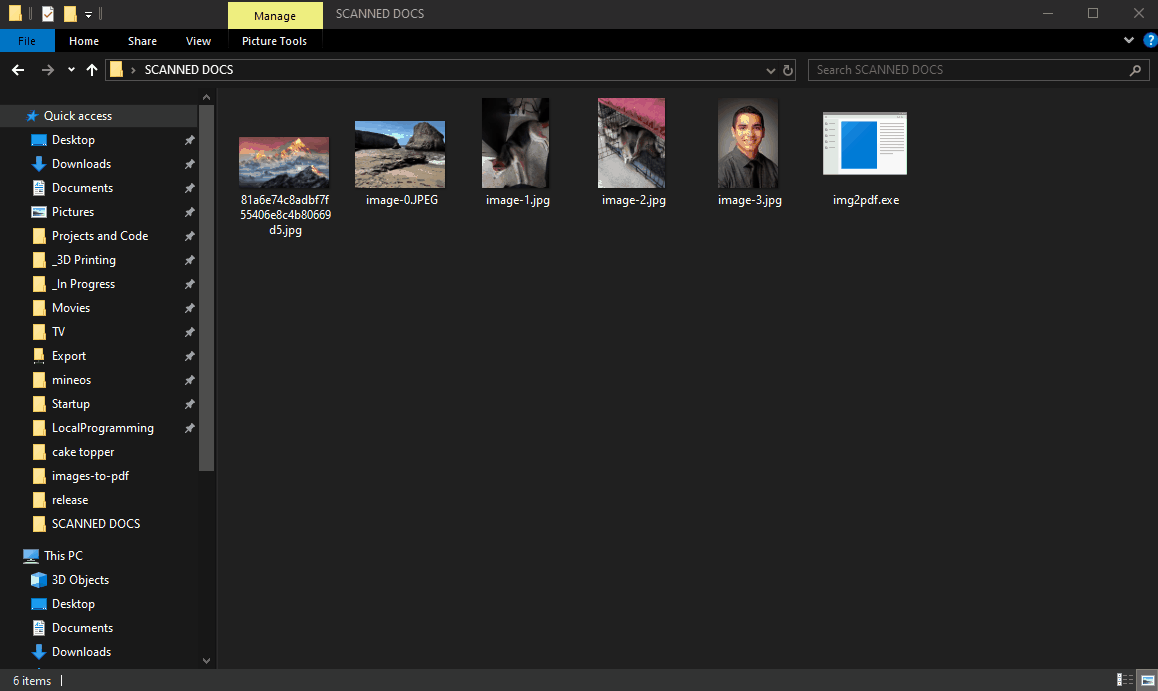 Manage
SCANNED DOCS
File
Home
Share
View
Picture Tools
SCANNED DOCS
Search SCANNED DOCS
Quick access
Desktop
Downloads
Documents
Pictures
Projects and Code
_3D Printing
_In Progress
Movies
TV
Export
mineos
Startup
LocalProgramming
cake topper
images-to-pdf
release
SCANNED DOCS
This PC
3D Objects
Desktop
Documents
Downloads
81a6e74c8adbf7f
55406e8c4b80669
d5.jpg
image-0.JPEG
image-1.jpg
image-2.jpg
image-3.jpg
img2pdf.exe
6 items